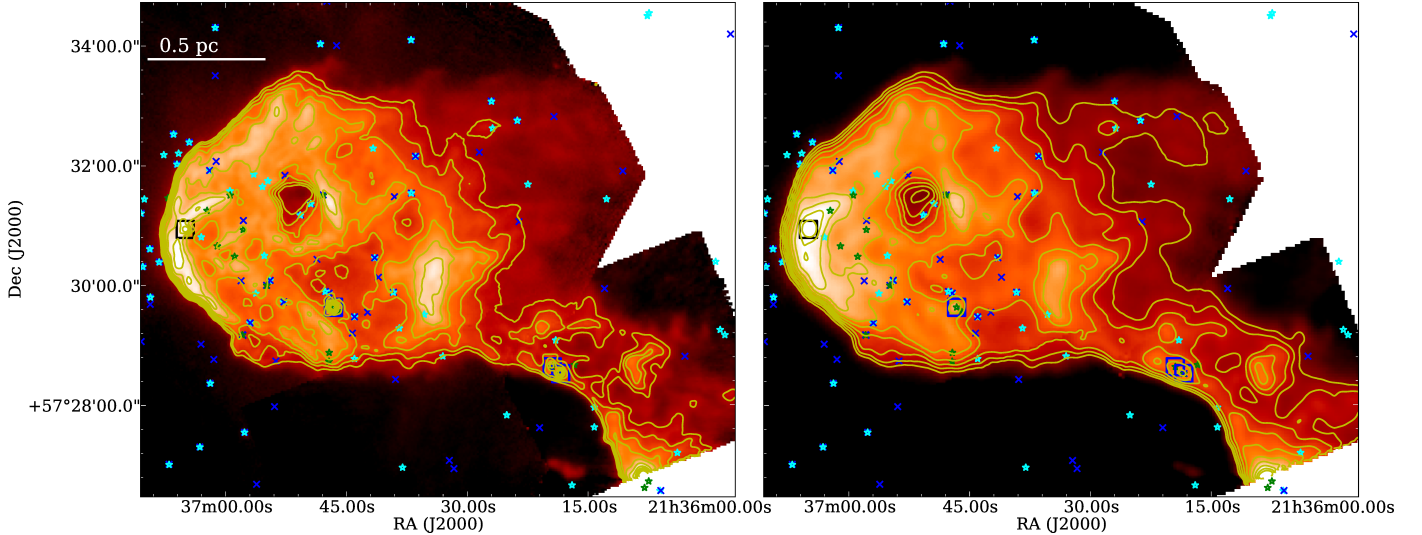 0.5 pc
34'00.0"
32'00.0"
30'00.0"
+57°28'00.0"
Dec (J2000)
37m00.00s 45.00s 30.00s 15.00s 21h36m00.00s
RA (J2000)
37m00.00s 45.00s 30.00s 15.00s 21h36m00.00s
RA (J2000)